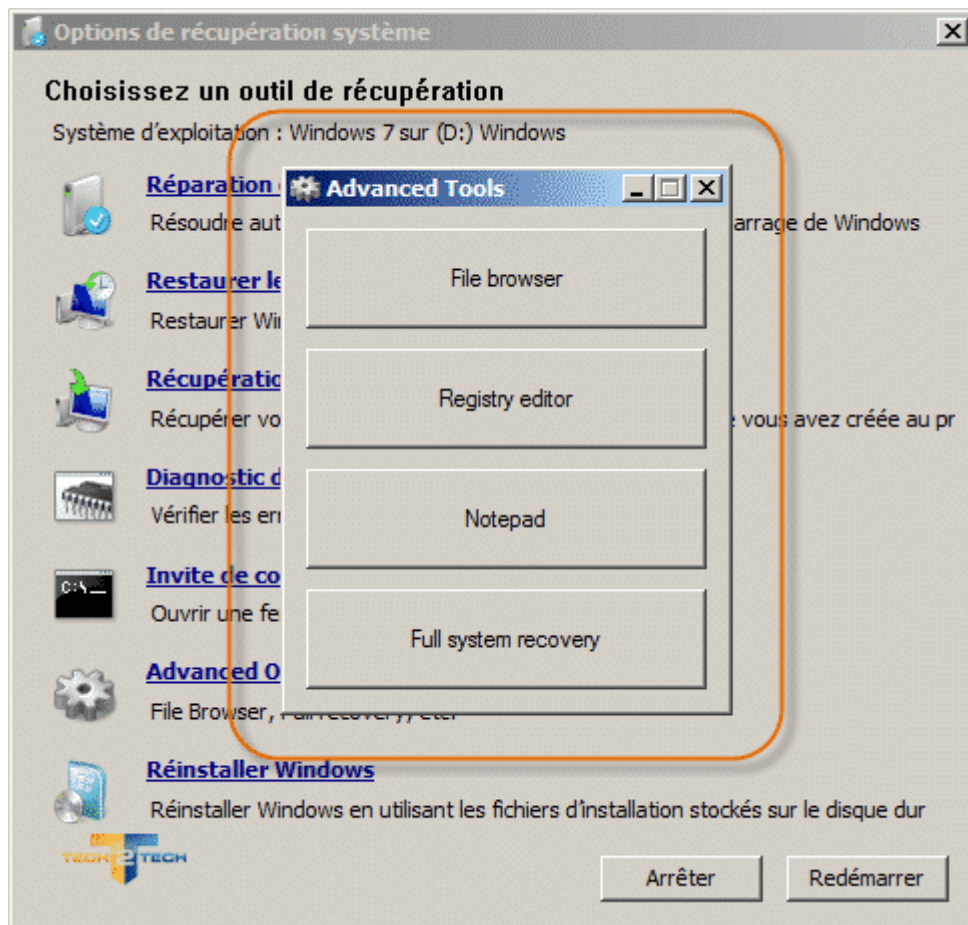 Options de récupération système
Choisissez un outil de récupération
Système d'exploitation : Windows 7 sur (D:) Windows
Réparation
Résoudre aut arrage de Windows
Restaurer le
Restaurer Wi
Récupératio
Récupérer vo vous avez créée au pr
Diagnostic d
Vérifier les err
Invite de co
Ouvrir une fe
Advanced O
File Browser,
Réinstaller Windows
Réinstaller Windows en utilisant les fichiers d'installation stockés sur le disque dur
Advanced Tools
File browser
Registry editor
Notepad
Full system recovery
C:\
TECH 2 TECH
Arrêter
Redémarrer